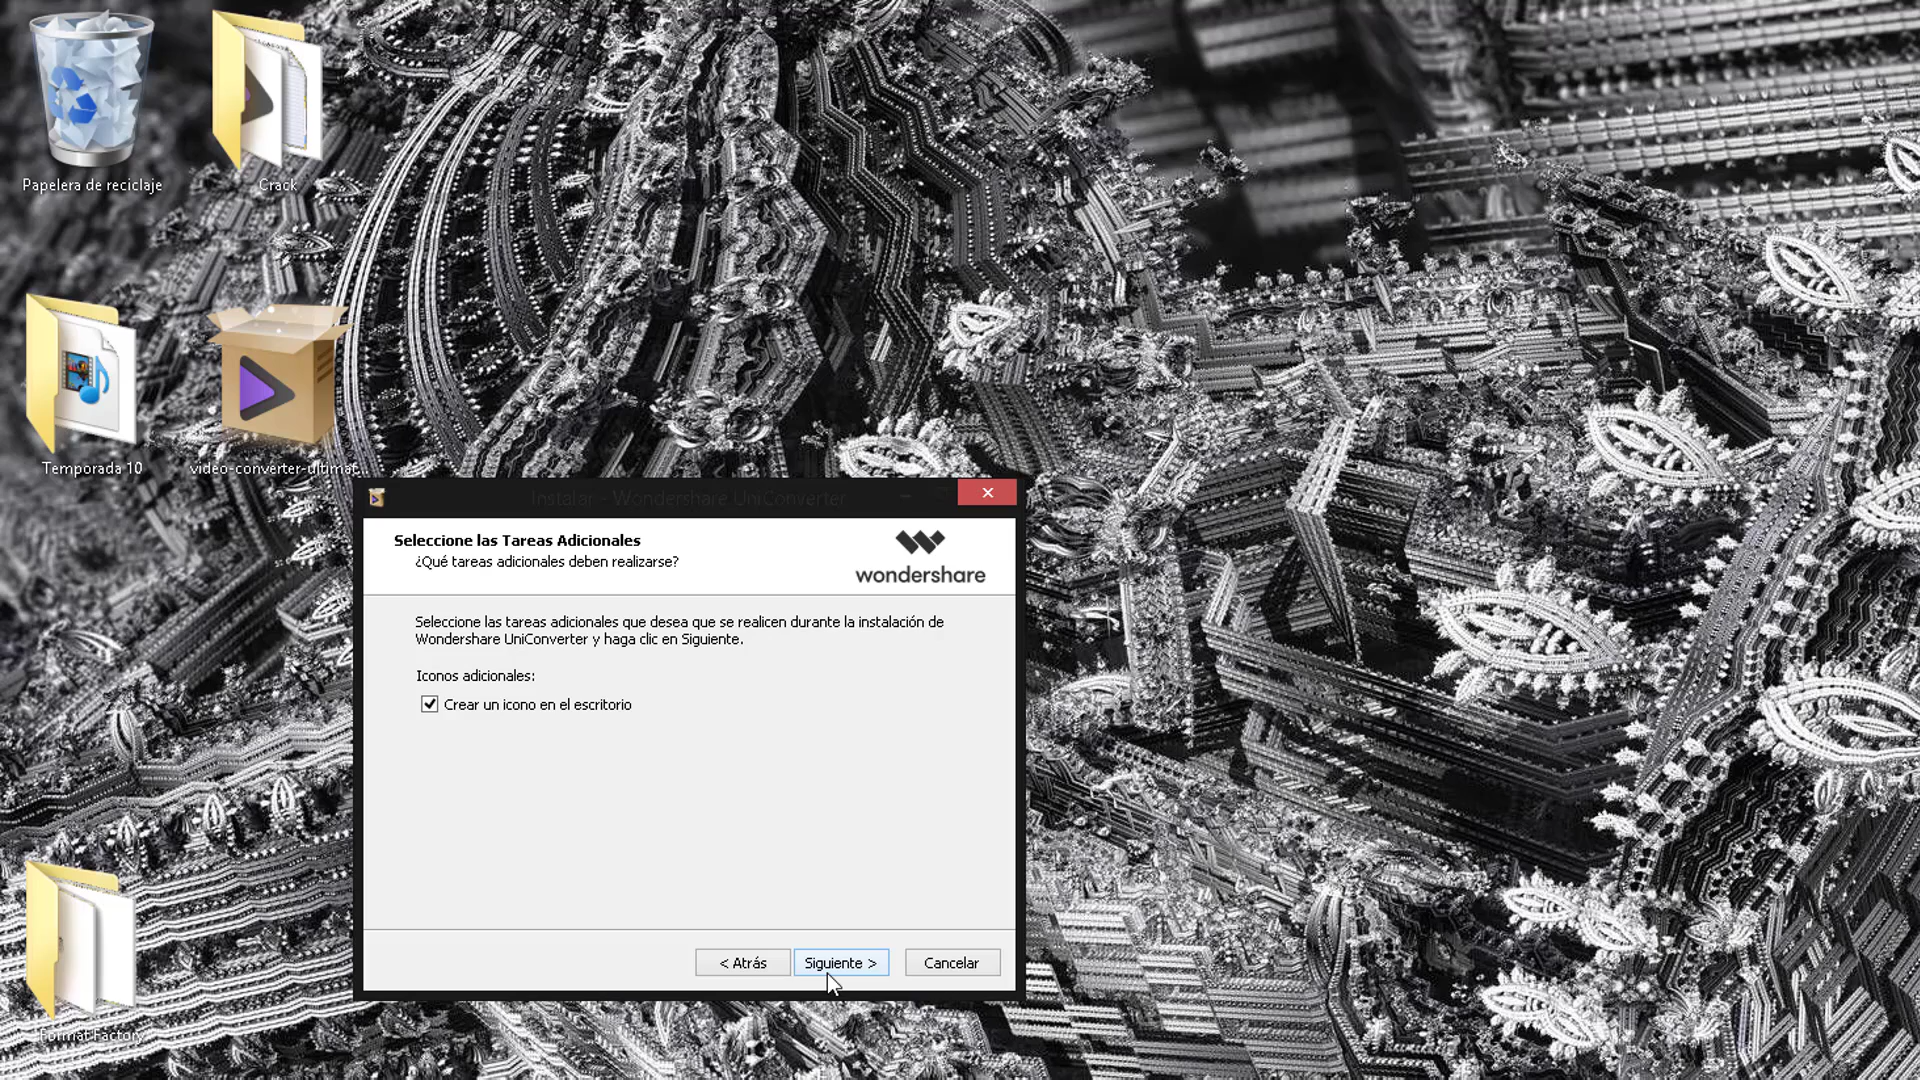 Papelera de reciclaje
Crack
Temporada 10
video-converter-ultimat...
Format Factory
Instalar - Wondershare UniConverter
Seleccione las Tareas Adicionales
¿Qué tareas adicionales deben realizarse?
wondershare
Seleccione las tareas adicionales que desea que se realicen durante la instalación de
Wondershare UniConverter y haga clic en Siguiente.
Iconos adicionales:
Crear un icono en el escritorio
< Atrás
Siguiente >
Cancelar